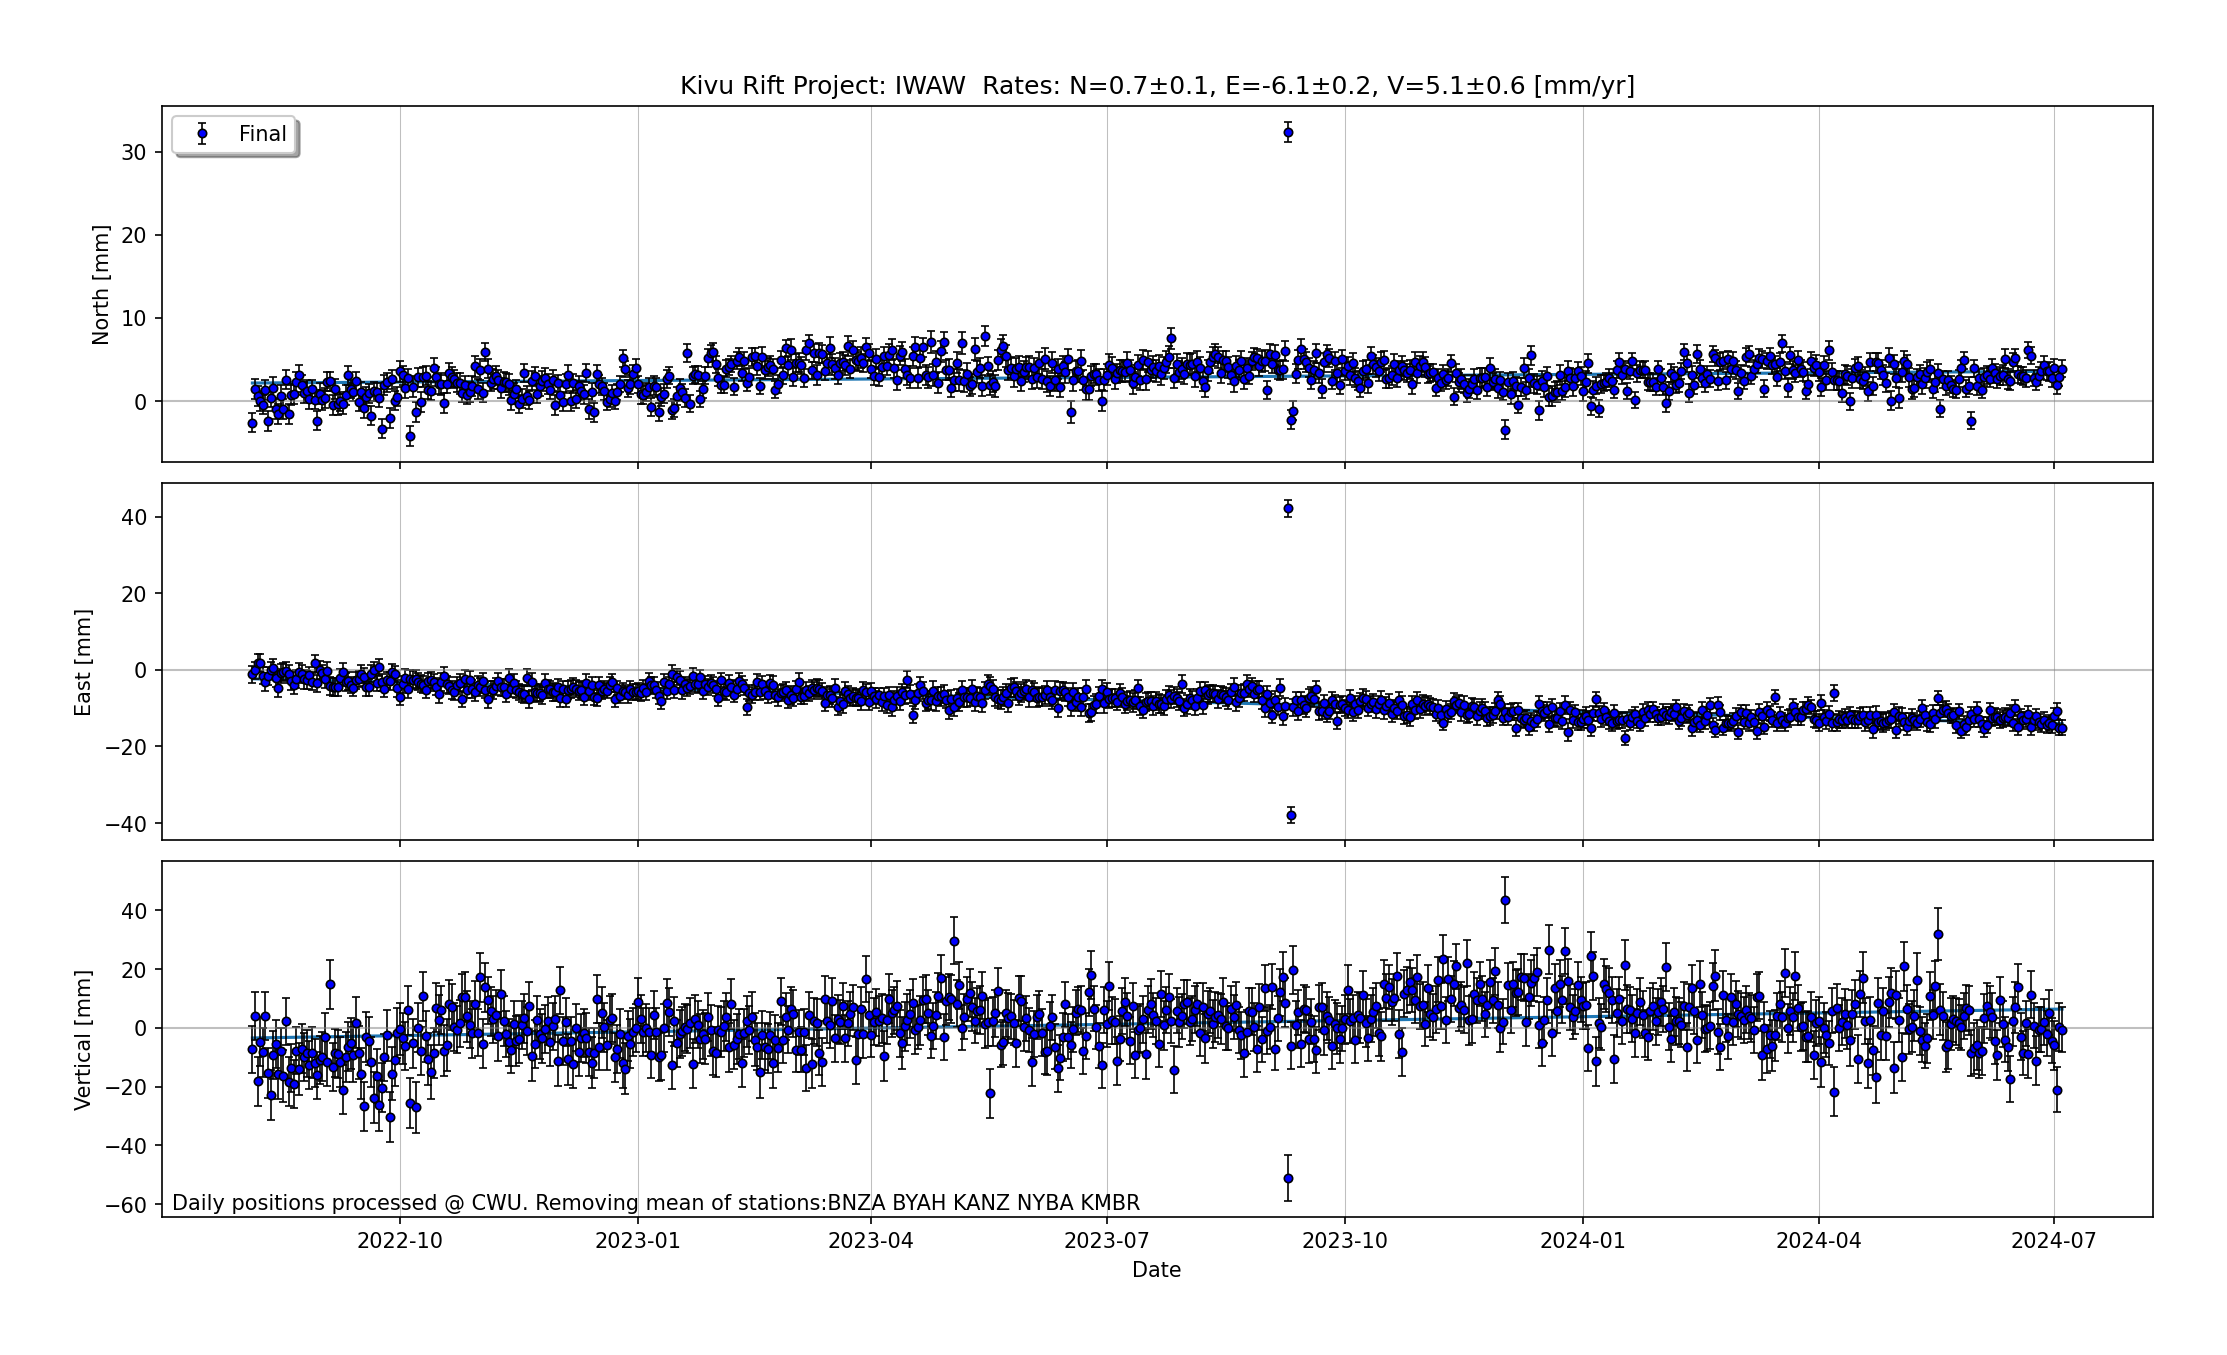 Kivu Rift Project: IWAW  Rates: N=0.7±0.1, E=-6.1±0.2, V=5.1±0.6 [mm/yr]
Final
North [mm]
30
20
10
0
East [mm]
40
20
0
−20
−40
Vertical [mm]
40
20
0
−20
−40
−60
Daily positions processed @ CWU. Removing mean of stations:BNZA BYAH KANZ NYBA KMBR
2022-10 2023-01 2023-04 2023-07 2023-10 2024-01 2024-04 2024-07
Date